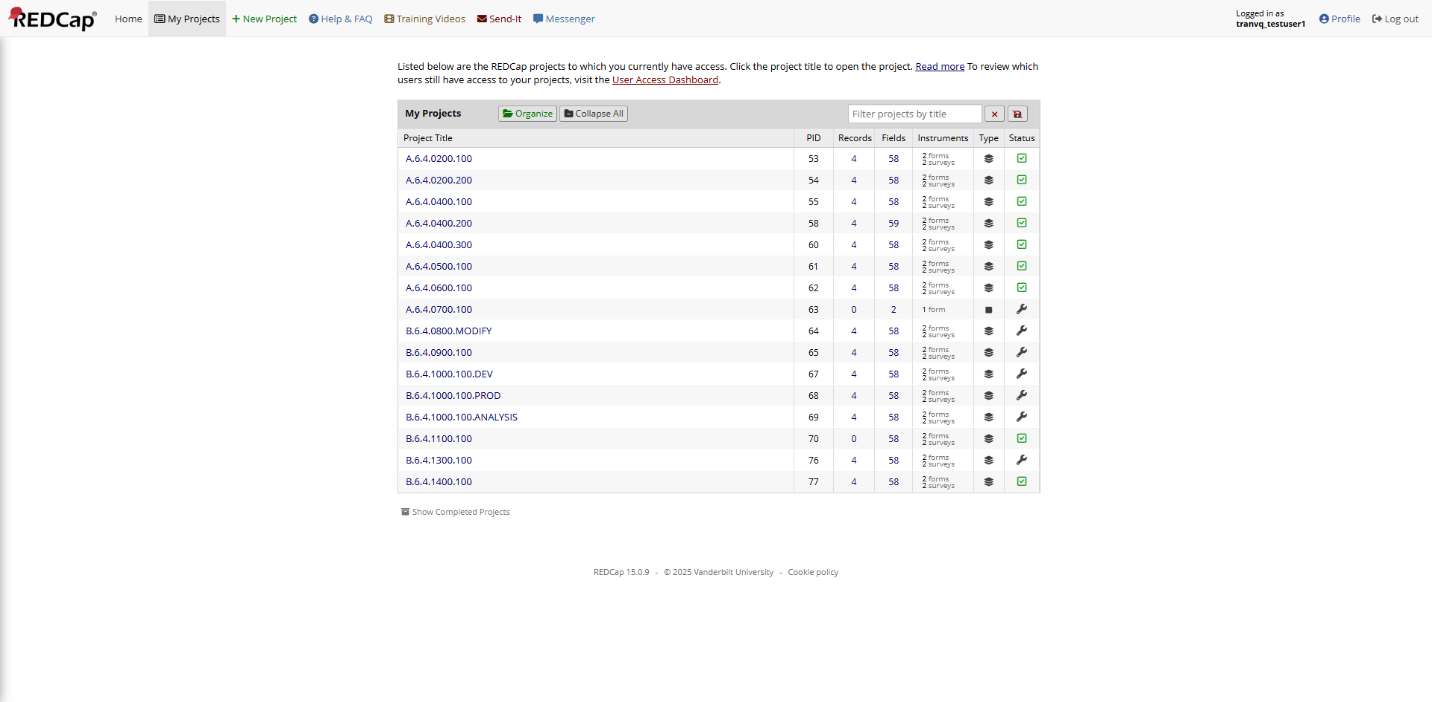 REDCap® Home My Projects New Project Help & FAQ Training Videos Send-It Messenger Logged in as tranvq_testuser1 Profile Log out
Listed below are the REDCap projects to which you currently have access. Click the project title to open the project. Read more To review which
users still have access to your projects, visit the User Access Dashboard.
My Projects Organize Collapse All Filter projects by title
Project Title PID Records Fields Instruments Type Status
A.6.4.0200.100 53 4 58 2 forms 2 surveys
A.6.4.0200.200 54 4 58 2 forms 2 surveys
A.6.4.0400.100 55 4 58 2 forms 2 surveys
A.6.4.0400.200 58 4 59 2 forms 2 surveys
A.6.4.0400.300 60 4 58 2 forms 2 surveys
A.6.4.0500.100 61 4 58 2 forms 2 surveys
A.6.4.0600.100 62 4 58 2 forms 2 surveys
A.6.4.0700.100 63 0 2 1 form
B.6.4.0800.MODIFY 64 4 58 2 forms 2 surveys
B.6.4.0900.100 65 4 58 2 forms 2 surveys
B.6.4.1000.100.DEV 67 4 58 2 forms 2 surveys
B.6.4.1000.100.PROD 68 4 58 2 forms 2 surveys
B.6.4.1000.100.ANALYSIS 69 4 58 2 forms 2 surveys
B.6.4.1100.100 70 0 58 2 forms 2 surveys
B.6.4.1300.100 76 4 58 2 forms 2 surveys
B.6.4.1400.100 77 4 58 2 forms 2 surveys
Show Completed Projects
REDCap 15.0.9 - © 2025 Vanderbilt University - Cookie policy